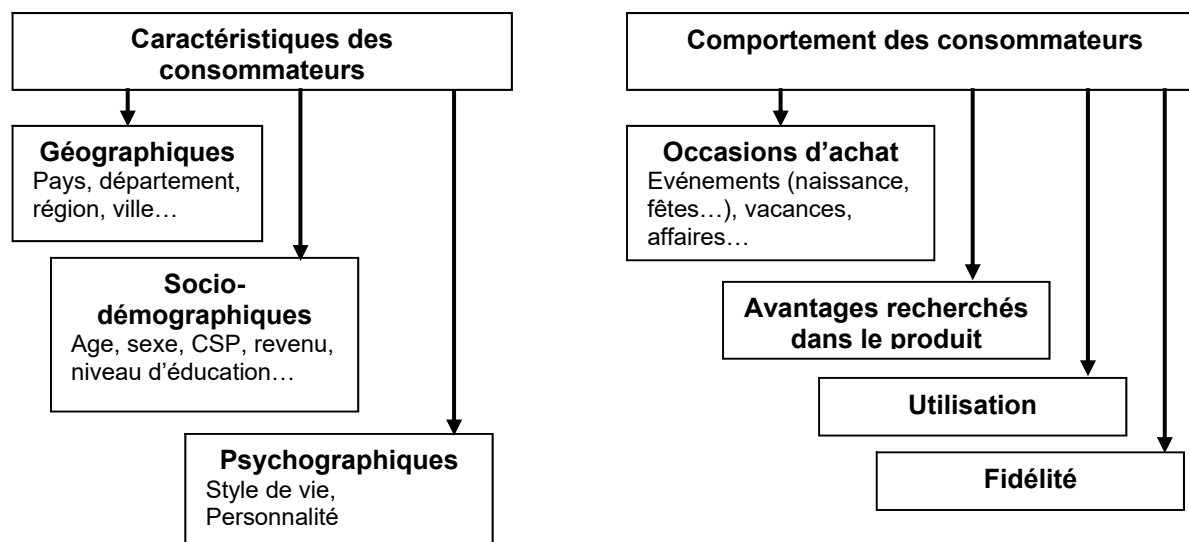 Caractéristiques des
consommateurs
Géographiques
Pays, département,
région, ville…
Socio-
démographiques
Age, sexe, CSP, revenu,
niveau d’éducation…
Psychographiques
Style de vie,
Personnalité
Comportement des consommateurs
Occasions d’achat
Evénements (naissance,
fêtes…), vacances,
affaires…
Avantages recherchés
dans le produit
Utilisation
Fidélité